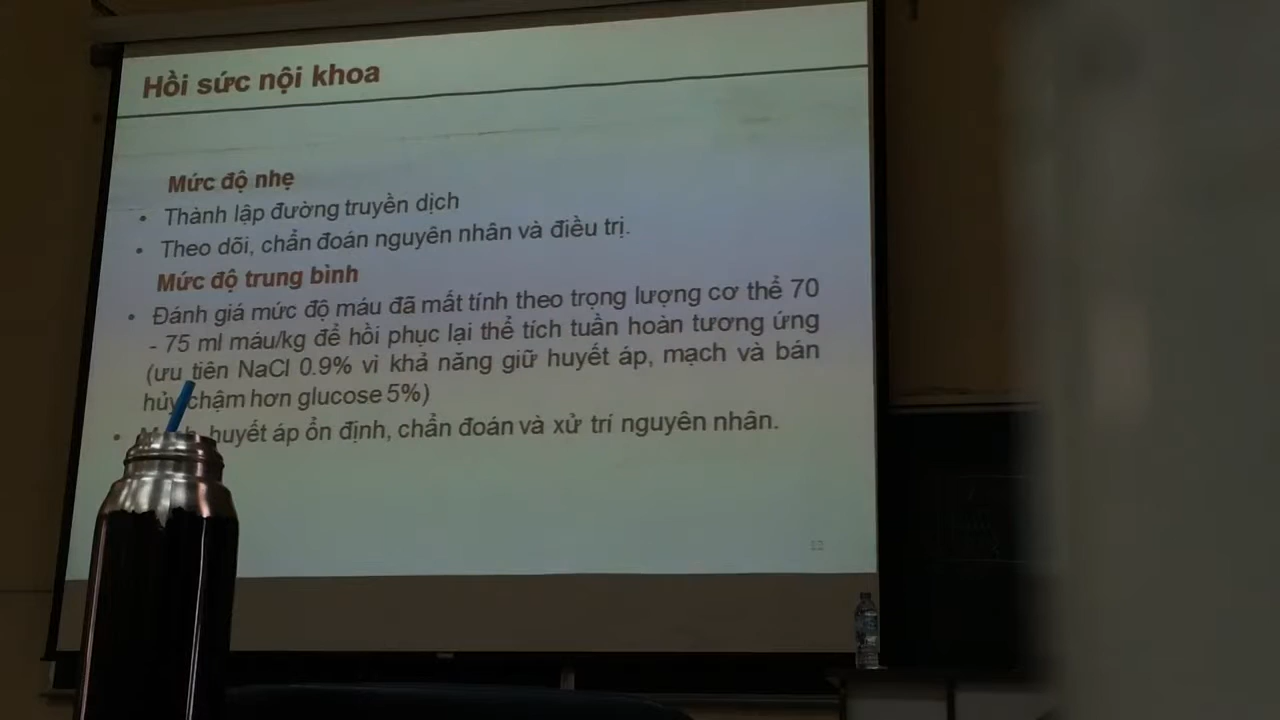 Hồi sức nội khoa
Mức độ nhẹ
• Thành lập đường truyền dịch
• Theo dõi, chẩn đoán nguyên nhân và điều trị.
Mức độ trung bình
• Đánh giá mức độ máu đã mất tính theo trọng lượng cơ thể 70
- 75 ml máu/kg để hồi phục lại thể tích tuần hoàn tương ứng
(ưu tiên NaCl 0.9% vì khả năng giữ huyết áp, mạch và bán
hủy chậm hơn glucose 5%)
• huyết áp ổn định, chẩn đoán và xử trí nguyên nhân.